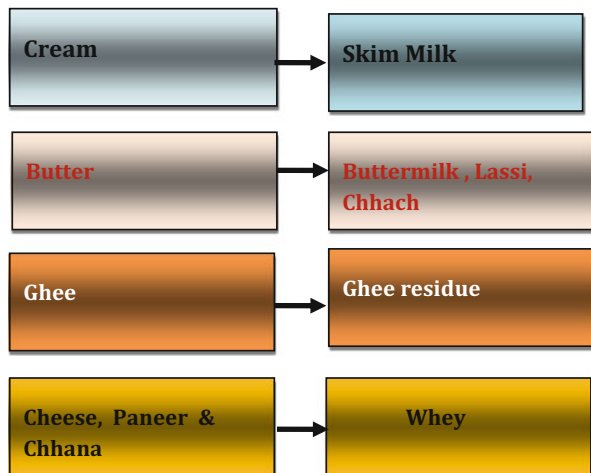 Cream
Skim Milk
Butter
Buttermilk , Lassi,
Chhach
Ghee
Ghee residue
Cheese, Paneer &
Chhana
Whey